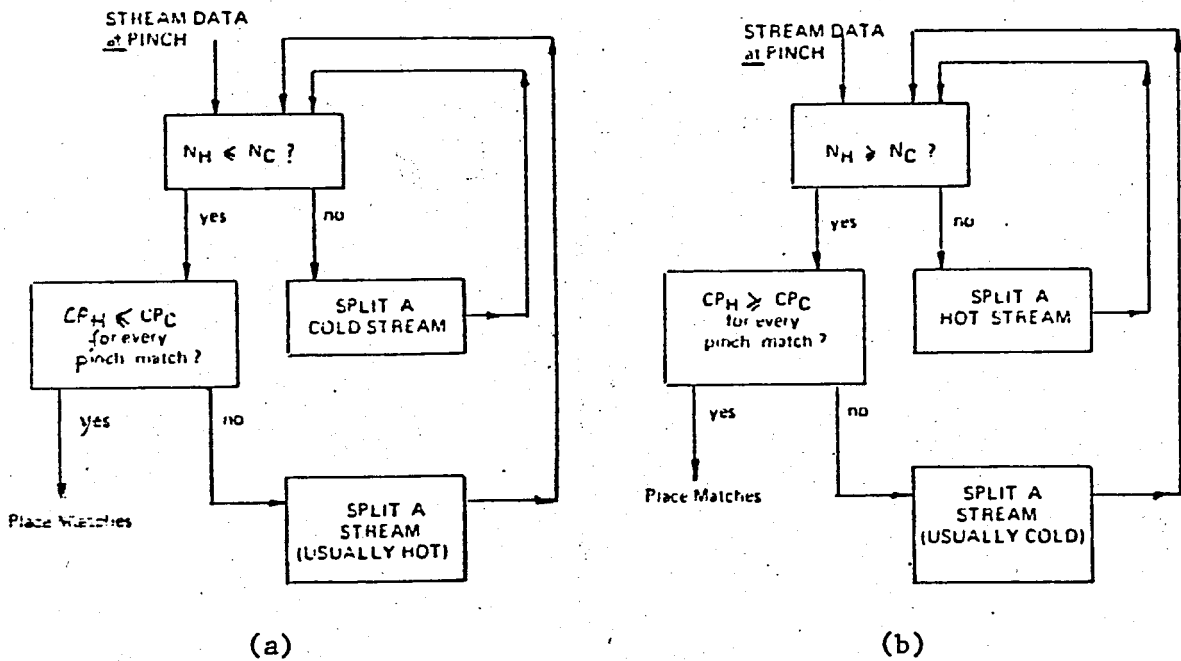 STREAM DATA
at PINCH
N_H ≤ N_C ?
yes
no
CP_H ≤ CP_C
for every
pinch match ?
SPLIT A
COLD STREAM
yes
no
Place Matches
SPLIT A
STREAM
(USUALLY HOT)
(a)
STREAM DATA
at PINCH
N_H ≥ N_C ?
yes
no
CP_H ≥ CP_C
for every
pinch match ?
SPLIT A
HOT STREAM
yes
no
Place Matches
SPLIT A
STREAM
(USUALLY COLD)
(b)